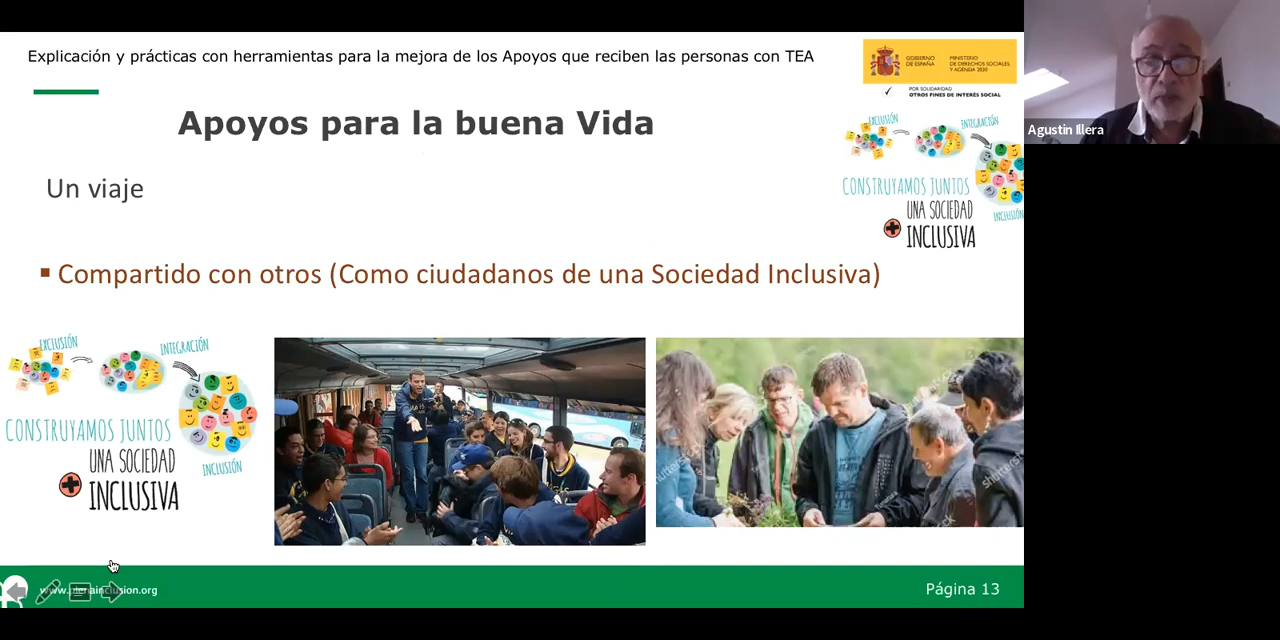 Explicación y prácticas con herramientas para la mejora de los Apoyos que reciben las personas con TEA
GOBIERNO
DE ESPAÑA
MINISTERIO
DE DERECHOS SOCIALES
Y AGENDA 2030
POR SOLIDARIDAD
OTROS FINES DE INTERÉS SOCIAL
Agustin Illera
Apoyos para la buena Vida
EXCLUSIÓN
INTEGRACIÓN
CONSTRUYAMOS JUNTOS
UNA SOCIEDAD
INCLUSIVA
INCLUSIÓN
Un viaje
▪ Compartido con otros (Como ciudadanos de una Sociedad Inclusiva)
EXCLUSIÓN
INTEGRACIÓN
CONSTRUYAMOS JUNTOS
UNA SOCIEDAD
INCLUSIVA
INCLUSIÓN
shutterstock
www.plenainclusion.org
Página 13